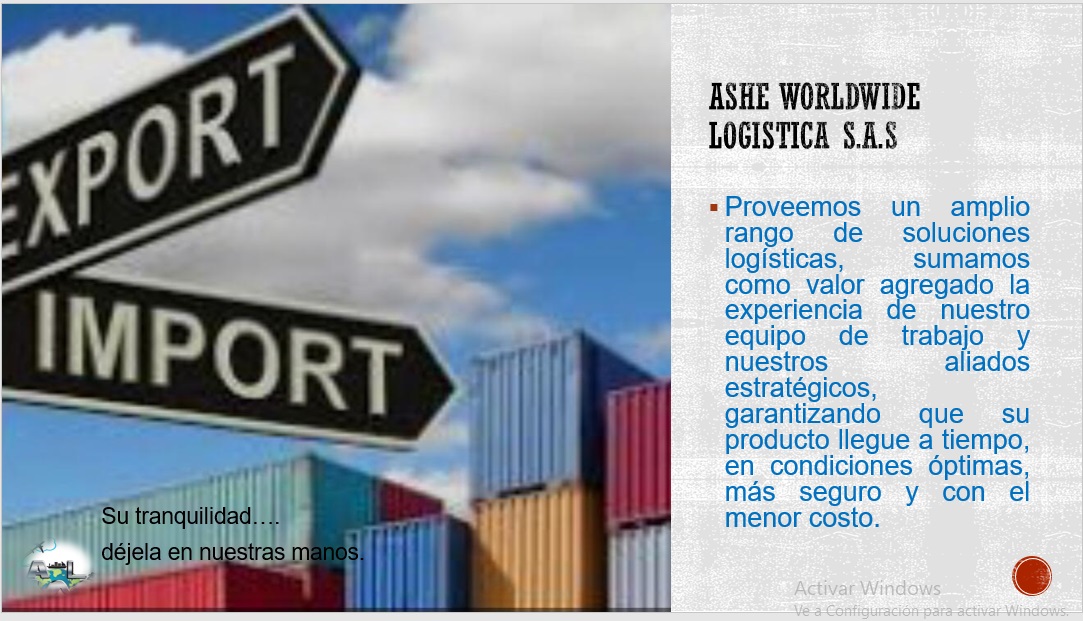 EXPORT
IMPORT
Su tranquilidad….
déjela en nuestras manos.
ASHE WORLDWIDE
LOGISTICA S.A.S
Proveemos un amplio
rango de soluciones
logísticas, sumamos
como valor agregado la
experiencia de nuestro
equipo de trabajo y
nuestros aliados
estratégicos,
garantizando que su
producto llegue a tiempo,
en condiciones óptimas,
más seguro y con el
menor costo.
Activar Windows
Ve a Configuración para activar Windows.